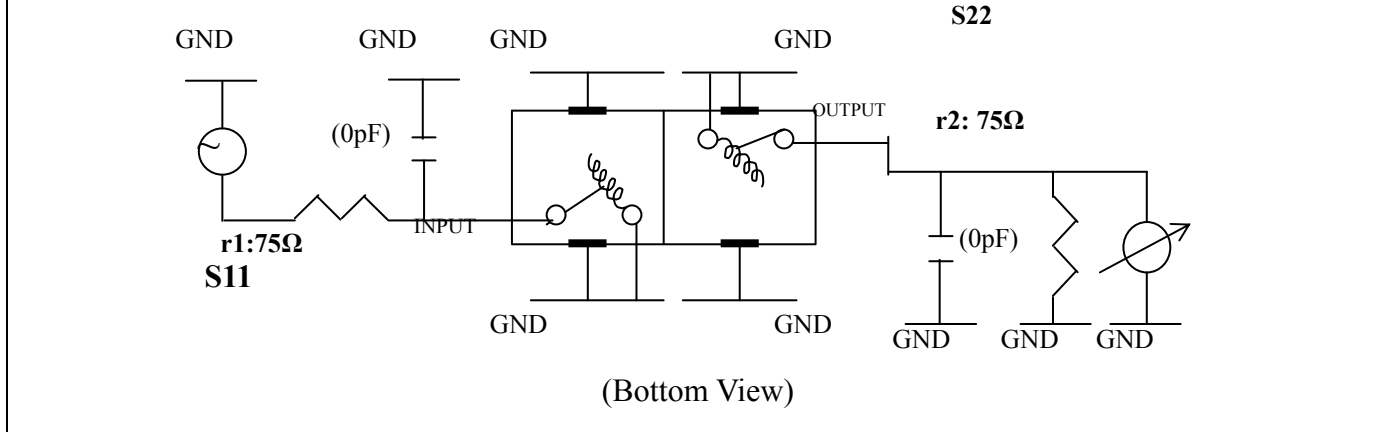 S22
GND GND GND GND
(0pF)
OUTPUT
r2: 75Ω
INPUT
r1:75Ω
S11
(0pF)
GND GND
GND GND GND
(Bottom View)